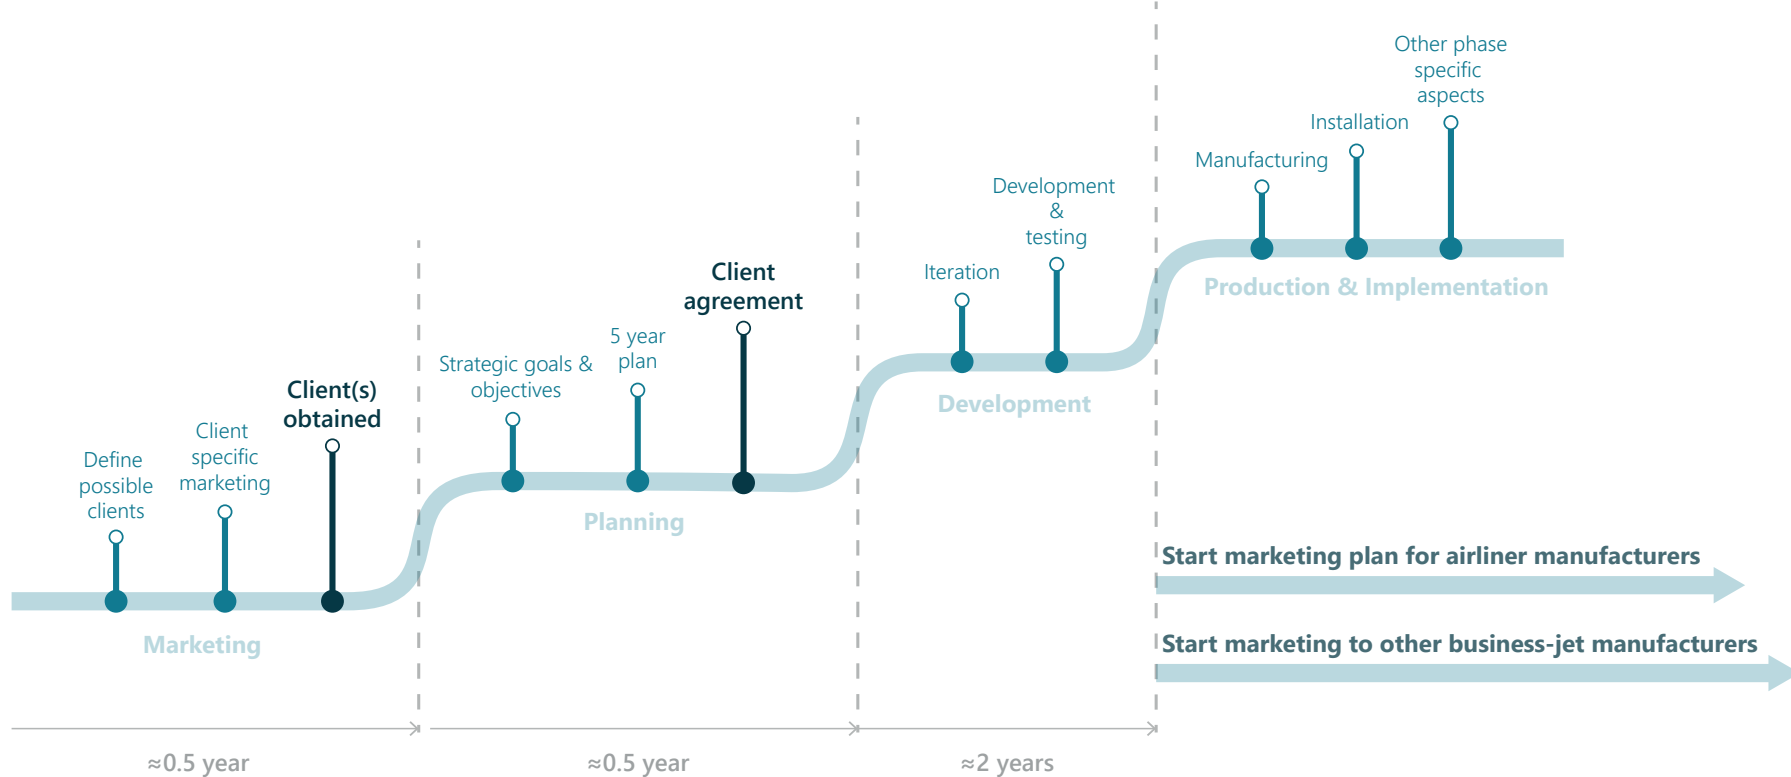 Define
possible
clients
Client
specific
marketing
Client(s)
obtained
Marketing
Strategic goals &
objectives
5 year
plan
Client
agreement
Planning
Iteration
Development
&
testing
Development
Manufacturing
Installation
Other phase
specific
aspects
Production & Implementation
Start marketing plan for airliner manufacturers
Start marketing to other business-jet manufacturers
≈0.5 year
≈0.5 year
≈2 years